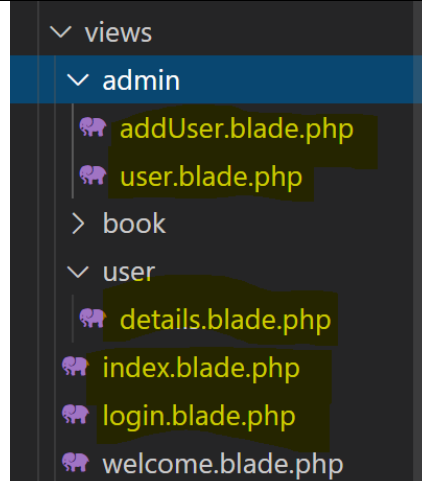 views
admin
addUser.blade.php
user.blade.php
book
user
details.blade.php
index.blade.php
login.blade.php
welcome.blade.php